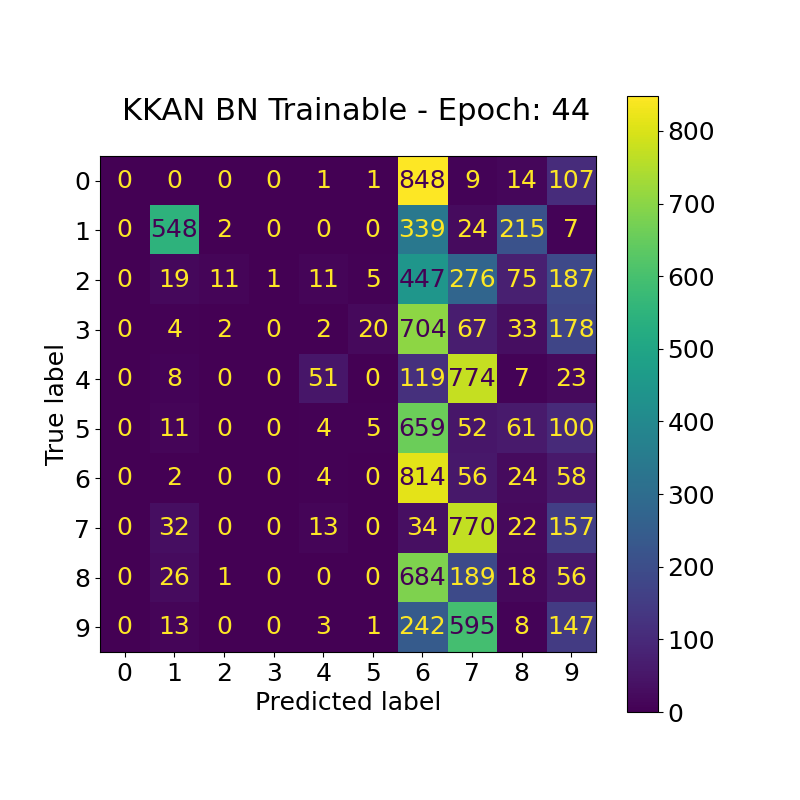 KKAN BN Trainable - Epoch: 44
800
700
600
500
400
300
200
100
0
True label
0 0 0 0 0 1 1 848 9 14 107
1 0 548 2 0 0 0 339 24 215 7
2 0 19 11 1 11 5 447 276 75 187
3 0 4 2 0 2 20 704 67 33 178
4 0 8 0 0 51 0 119 774 7 23
5 0 11 0 0 4 5 659 52 61 100
6 0 2 0 0 4 0 814 56 24 58
7 0 32 0 0 13 0 34 770 22 157
8 0 26 1 0 0 0 684 189 18 56
9 0 13 0 0 3 1 242 595 8 147
0 1 2 3 4 5 6 7 8 9
Predicted label